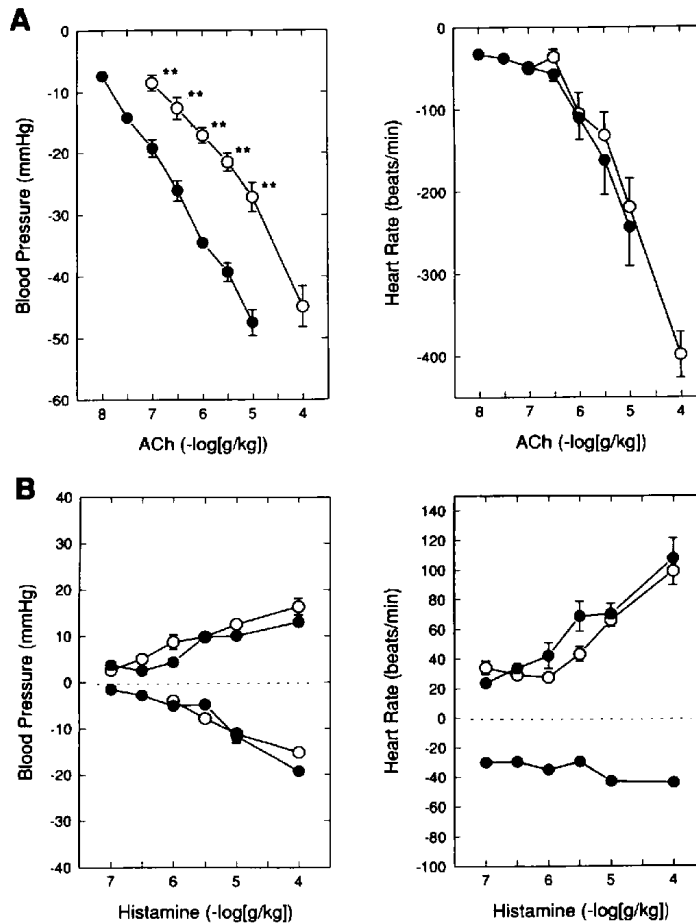 A
0
-10
-20
-30
-40
-50
-60
Blood Pressure (mmHg)
**
**
**
**
**
8 7 6 5 4
ACh (-log[g/kg])
0
-100
-200
-300
-400
Heart Rate (beats/min)
8 7 6 5 4
ACh (-log[g/kg])
B
40
30
20
10
0
-10
-20
-30
-40
Blood Pressure (mmHg)
7 6 5 4
Histamine (-log[g/kg])
140
120
100
80
60
40
20
0
-20
-40
-60
-80
-100
Heart Rate (beats/min)
7 6 5 4
Histamine (-log[g/kg])